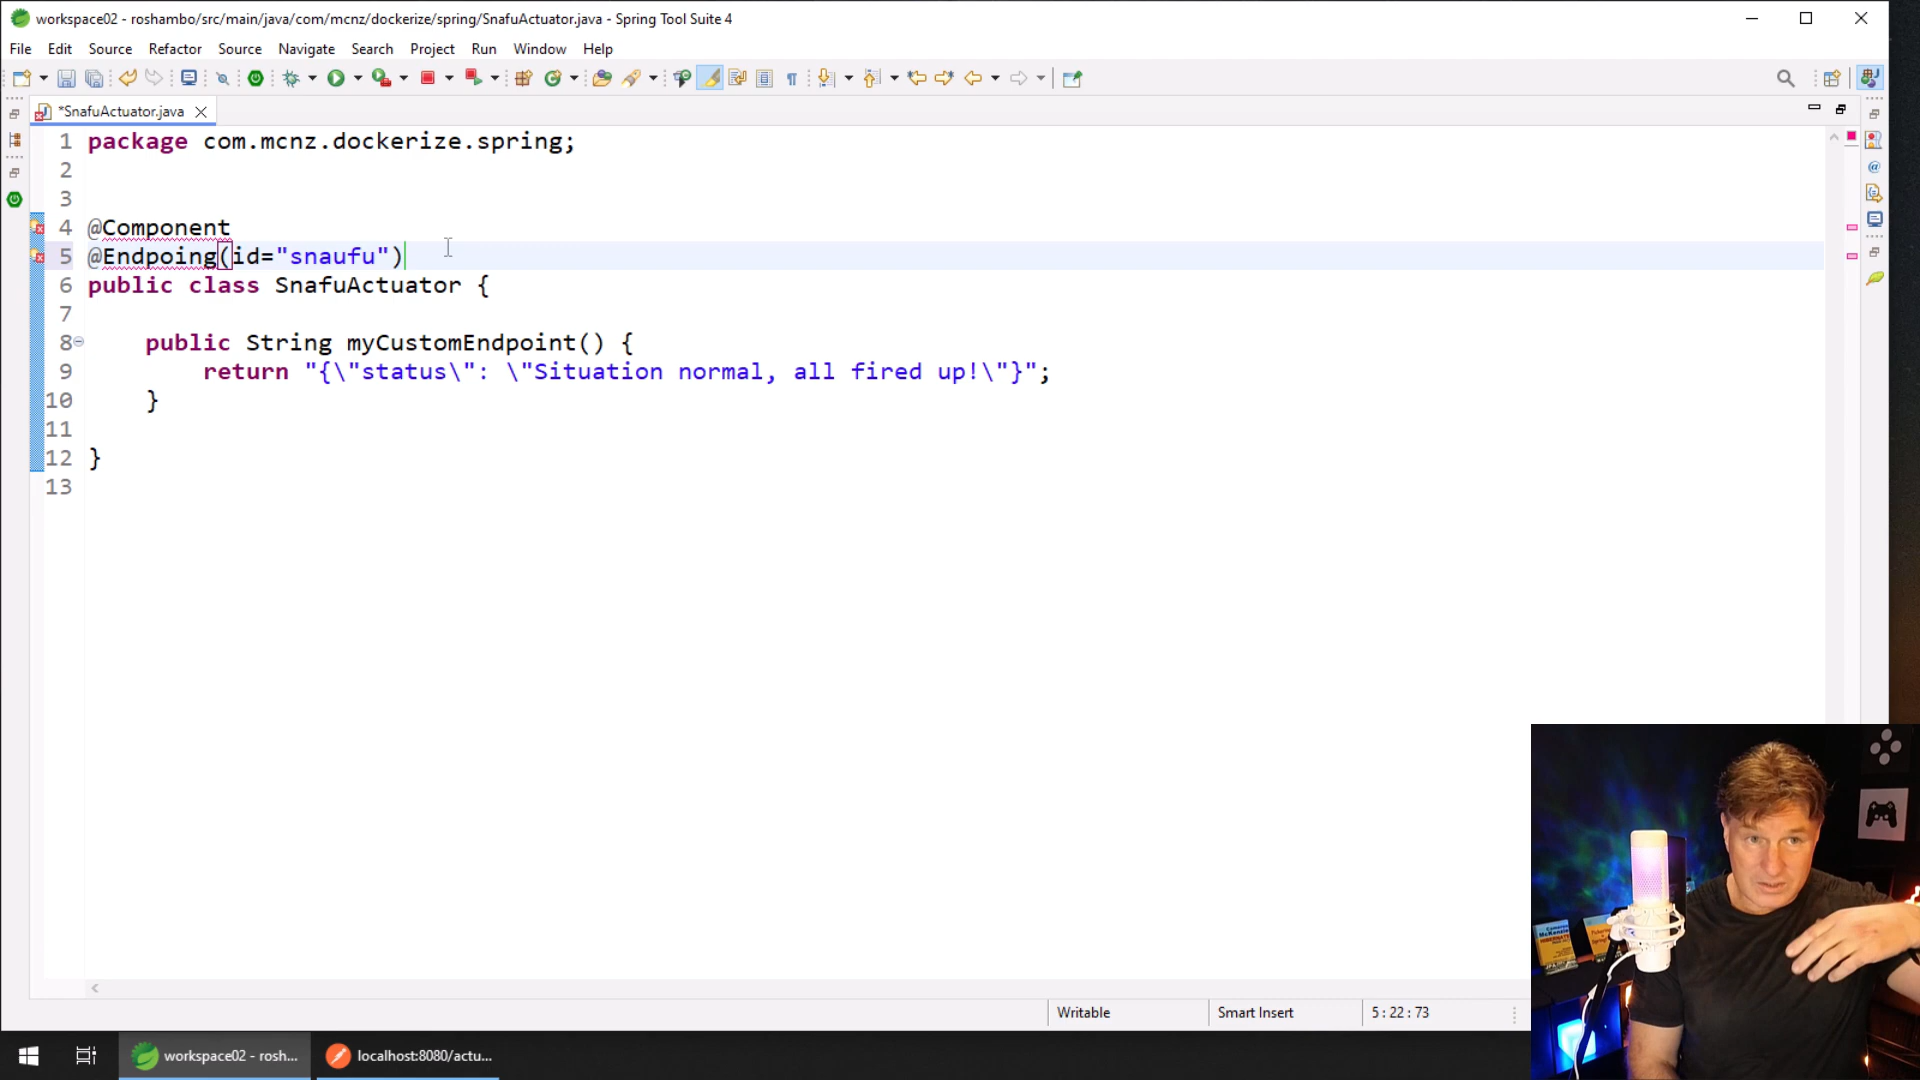 workspace02 - roshambo/src/main/java/com/mcnz/dockerize/spring/SnafuActuator.java - Spring Tool Suite 4
File Edit Source Refactor Source Navigate Search Project Run Window Help
*SnafuActuator.java
1 package com.mcnz.dockerize.spring;
2
3
4 @Component
5 @Endpoing(id="snaufu")
6 public class SnafuActuator {
7
8 public String myCustomEndpoint() {
9 return "{\"status\": \"Situation normal, all fired up!\"}";
10 }
11
12 }
13
Writable Smart Insert 5 : 22 : 73
workspace02 - rosh... localhost:8080/actu...